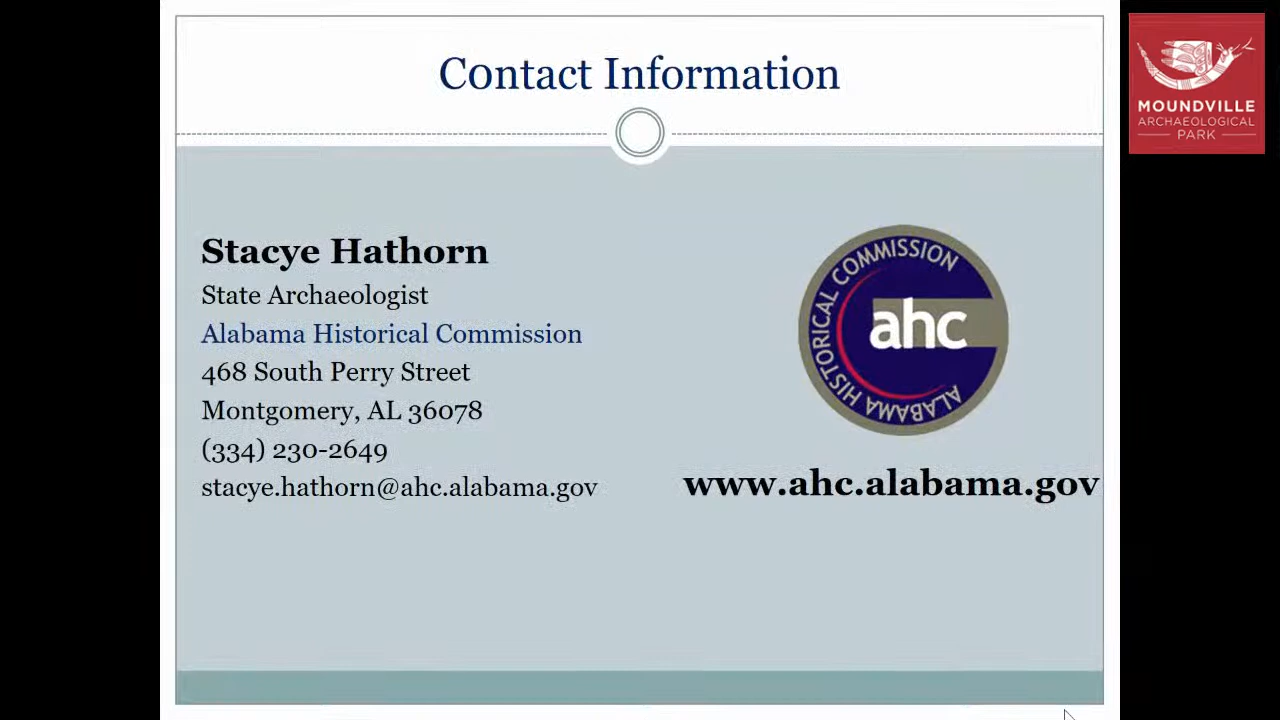 Contact Information
MOUNDVILLE
ARCHAEOLOGICAL
PARK
Stacye Hathorn
State Archaeologist
Alabama Historical Commission
468 South Perry Street
Montgomery, AL 36078
(334) 230-2649
stacye.hathorn@ahc.alabama.gov
ALABAMA HISTORICAL COMMISSION
ahc
www.ahc.alabama.gov